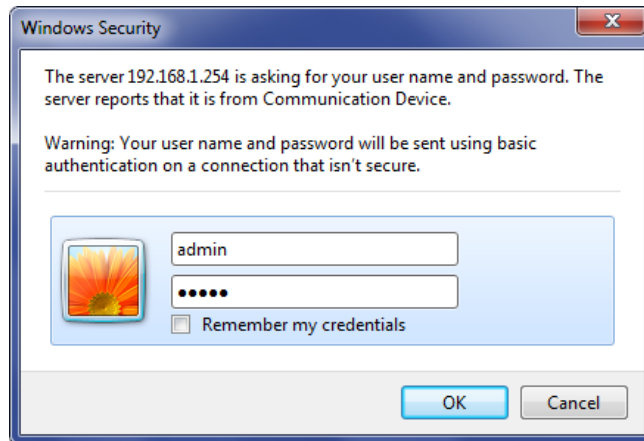 Windows Security
The server 192.168.1.254 is asking for your user name and password. The
server reports that it is from Communication Device.
Warning: Your user name and password will be sent using basic
authentication on a connection that isn't secure.
admin
●●●●●
Remember my credentials
OK
Cancel